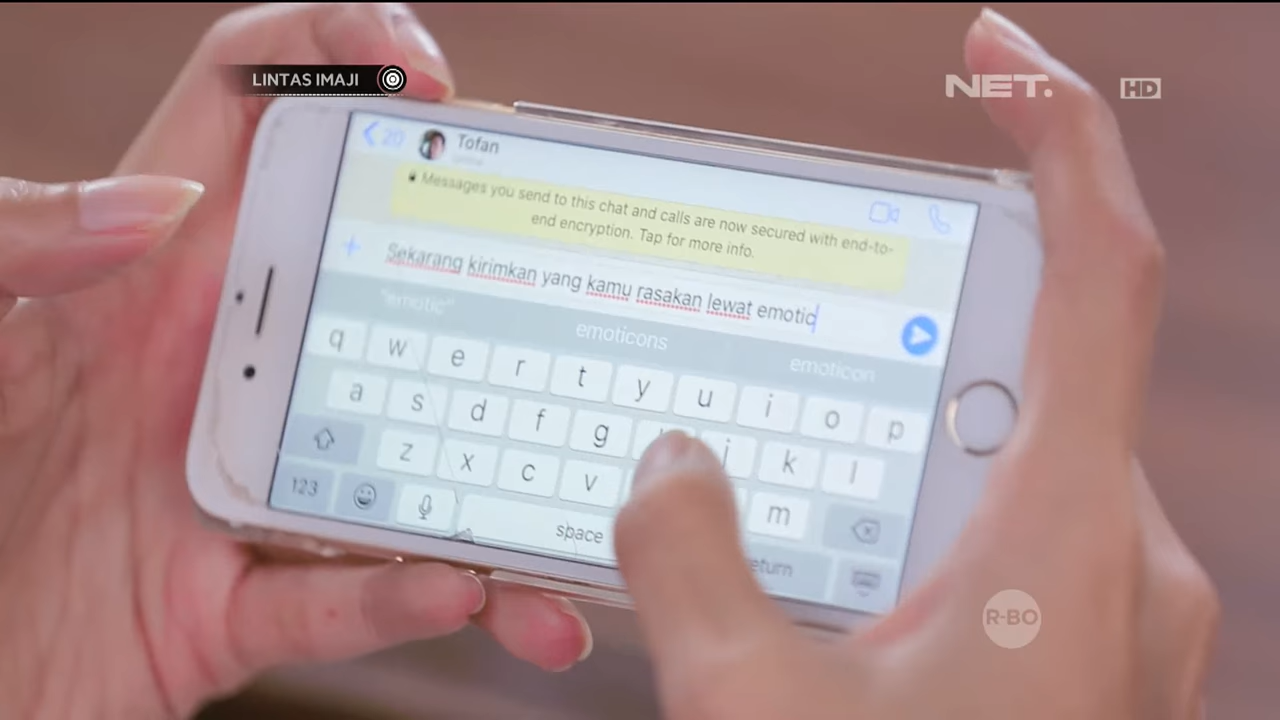 LINTAS IMAJI
NET.
HD
20
Tofan
Messages you send to this chat and calls are now secured with end-to-
end encryption. Tap for more info.
Sekarang kirimkan yang kamu rasakan lewat emotic
"emotic" emoticons emoticon
q w e r t y u i o p
a s d f g j k l
z x c v m
123 space return
R-BO